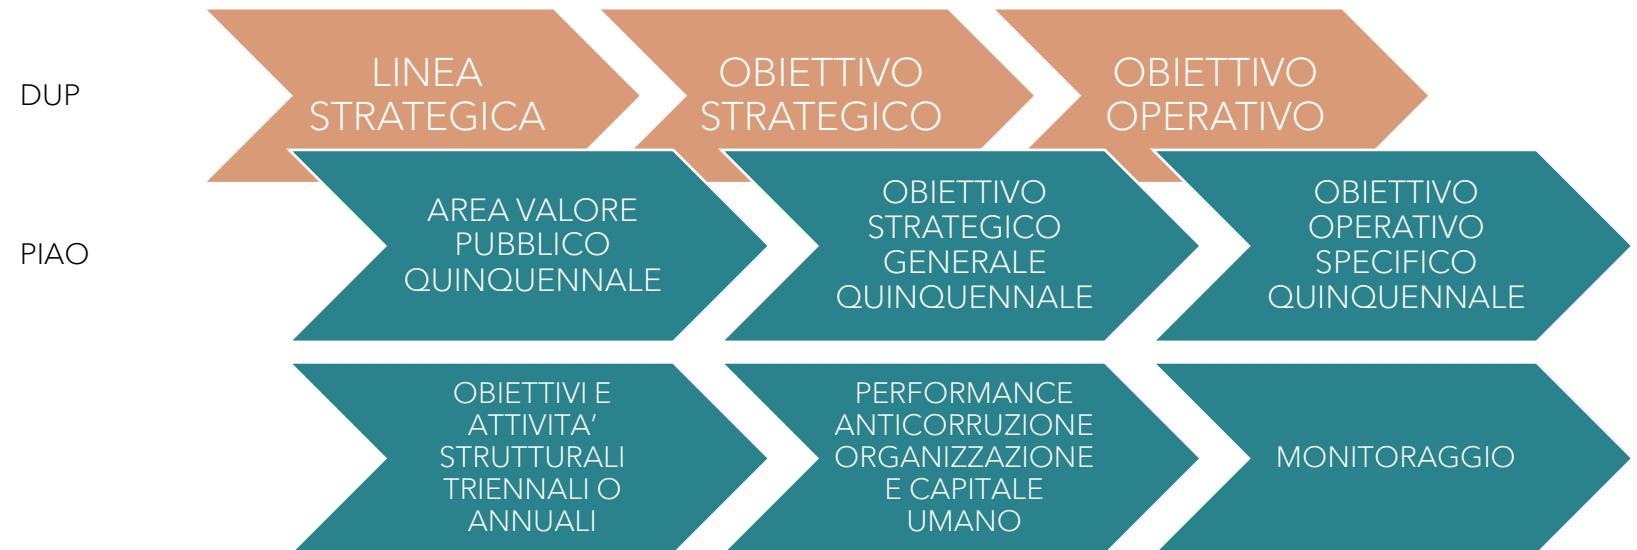 DUP
LINEA
STRATEGICA
OBIETTIVO
STRATEGICO
OBIETTIVO
OPERATIVO
PIAO
AREA VALORE
PUBBLICO
QUINQUENNALE
OBIETTIVO
STRATEGICO
GENERALE
QUINQUENNALE
OBIETTIVO
OPERATIVO
SPECIFICO
QUINQUENNALE
OBIETTIVI E
ATTIVITA’
STRUTTURALI
TRIENNALI O
ANNUALI
PERFORMANCE
ANTICORRUZIONE
ORGANIZZAZIONE
E CAPITALE
UMANO
MONITORAGGIO